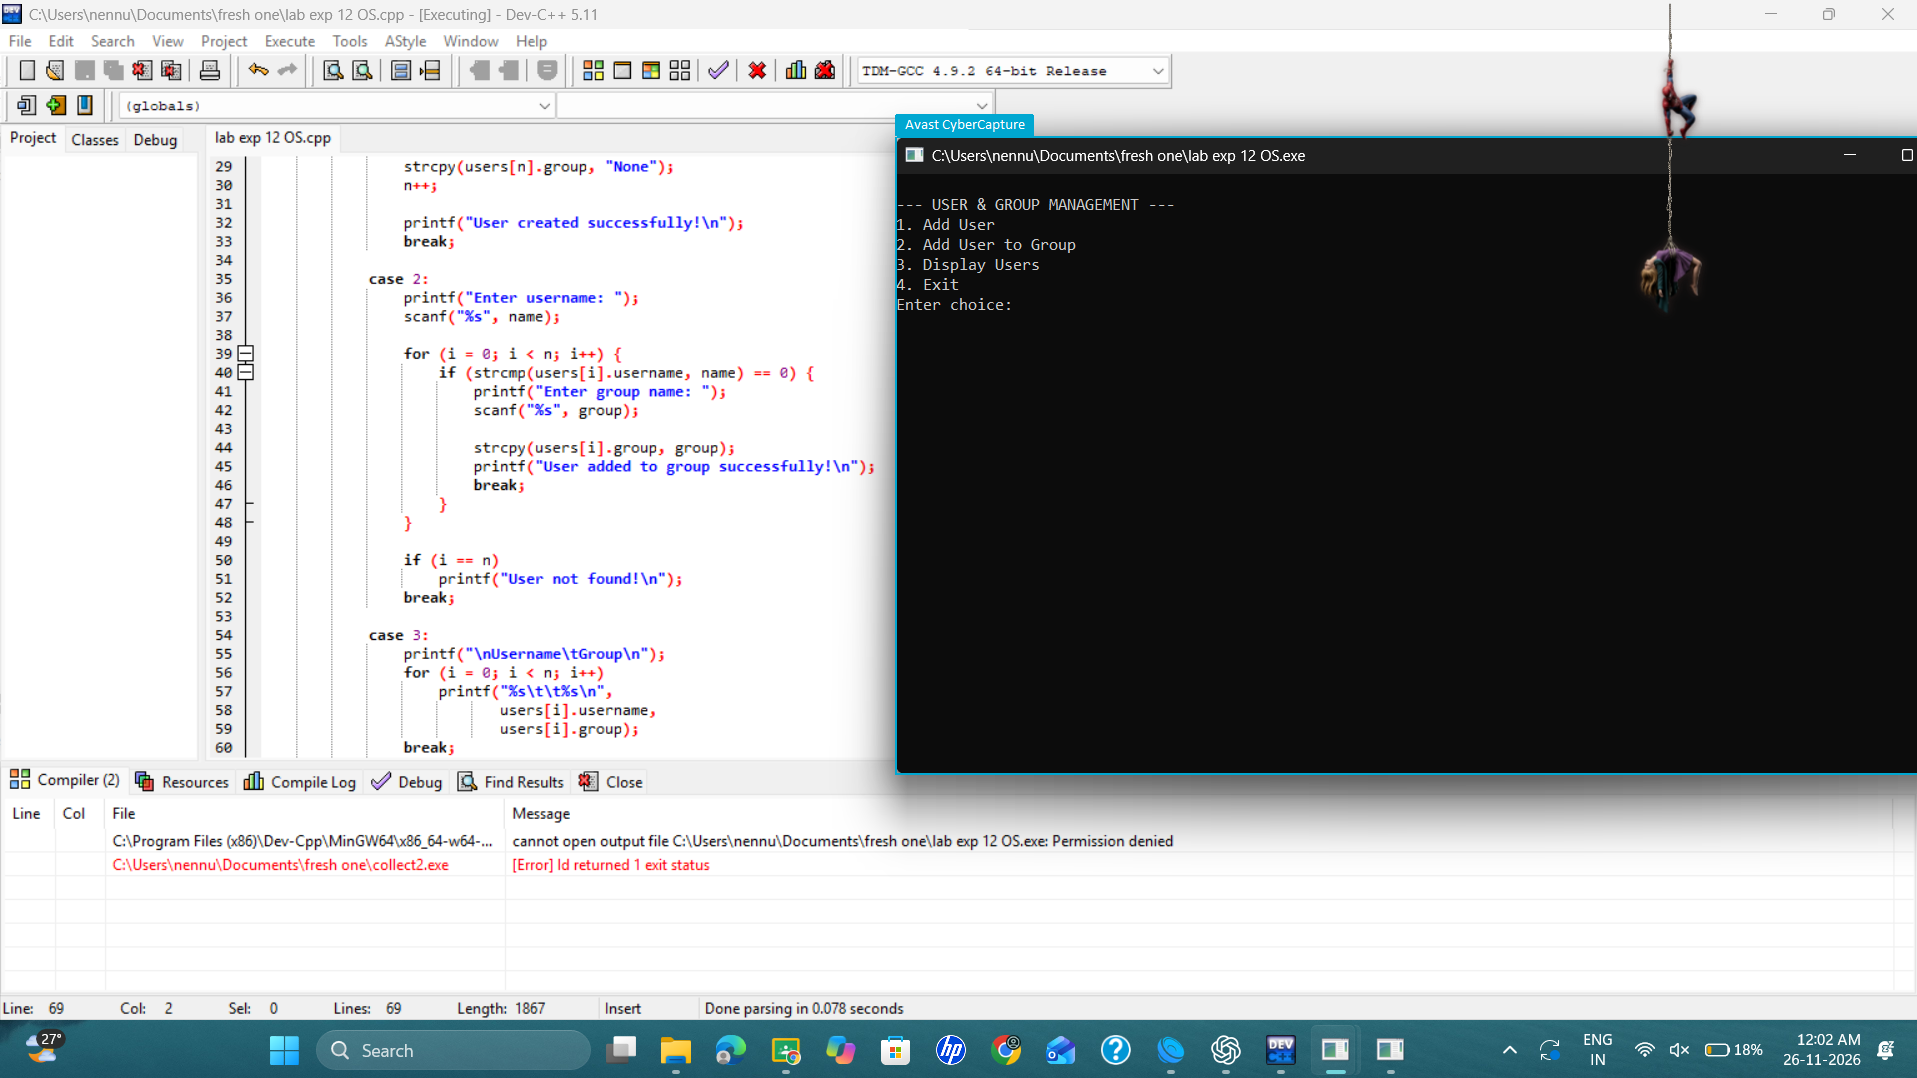 C:\Users\nennu\Documents\fresh one\lab exp 12 OS.cpp - [Executing] - Dev-C++ 5.11
File Edit Search View Project Execute Tools AStyle Window Help
TDM-GCC 4.9.2 64-bit Release
(globals)
Project Classes Debug
lab exp 12 OS.cpp
29 strcpy(users[n].group, "None");
30 n++;
31
32 printf("User created successfully!\n");
33 break;
34
35 case 2:
36 printf("Enter username: ");
37 scanf("%s", name);
38
39 for (i = 0; i < n; i++) {
40 if (strcmp(users[i].username, name) == 0) {
41 printf("Enter group name: ");
42 scanf("%s", group);
43
44 strcpy(users[i].group, group);
45 printf("User added to group successfully!\n");
46 break;
47 }
48 }
49
50 if (i == n)
51 printf("User not found!\n");
52 break;
53
54 case 3:
55 printf("\nUsername\tGroup\n");
56 for (i = 0; i < n; i++)
57 printf("%s\t\t%s\n",
58 users[i].username,
59 users[i].group);
60 break;
Avast CyberCapture
C:\Users\nennu\Documents\fresh one\lab exp 12 OS.exe
--- USER & GROUP MANAGEMENT ---
1. Add User
2. Add User to Group
3. Display Users
4. Exit
Enter choice:
Compiler (2) Resources Compile Log Debug Find Results Close
Line Col File Message
C:\Program Files (x86)\Dev-Cpp\MinGW64\x86_64-w64-... cannot open output file C:\Users\nennu\Documents\fresh one\lab exp 12 OS.exe: Permission denied
C:\Users\nennu\Documents\fresh one\collect2.exe [Error] ld returned 1 exit status
Line: 69 Col: 2 Sel: 0 Lines: 69 Length: 1867 Insert Done parsing in 0.078 seconds
27°
Search
hp
DEV
ENG
IN
18%
12:02 AM
26-11-2026